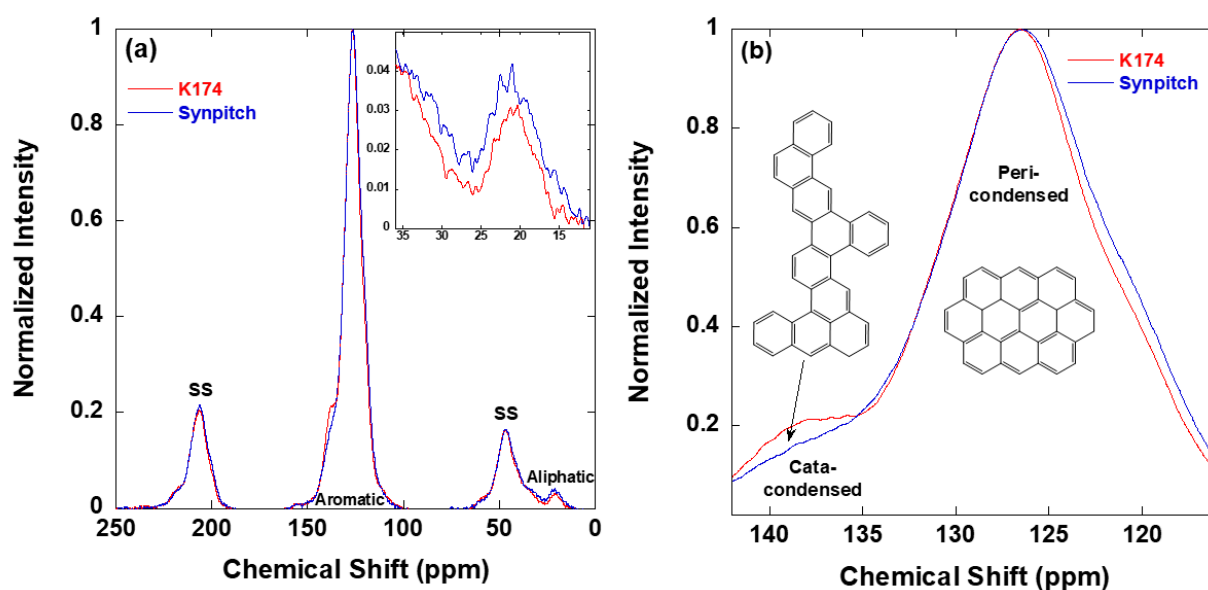 (a)
K174
Synpitch
Normalized Intensity
1
0.8
0.6
0.4
0.2
0
250
200
150
100
50
0
Chemical Shift (ppm)
SS
Aromatic
SS
Aliphatic
0.04
0.03
0.02
0.01
0
35
30
25
20
15
(b)
K174
Synpitch
Normalized Intensity
1
0.8
0.6
0.4
0.2
140
135
130
125
120
Chemical Shift (ppm)
Peri-
condensed
Cata-
condensed